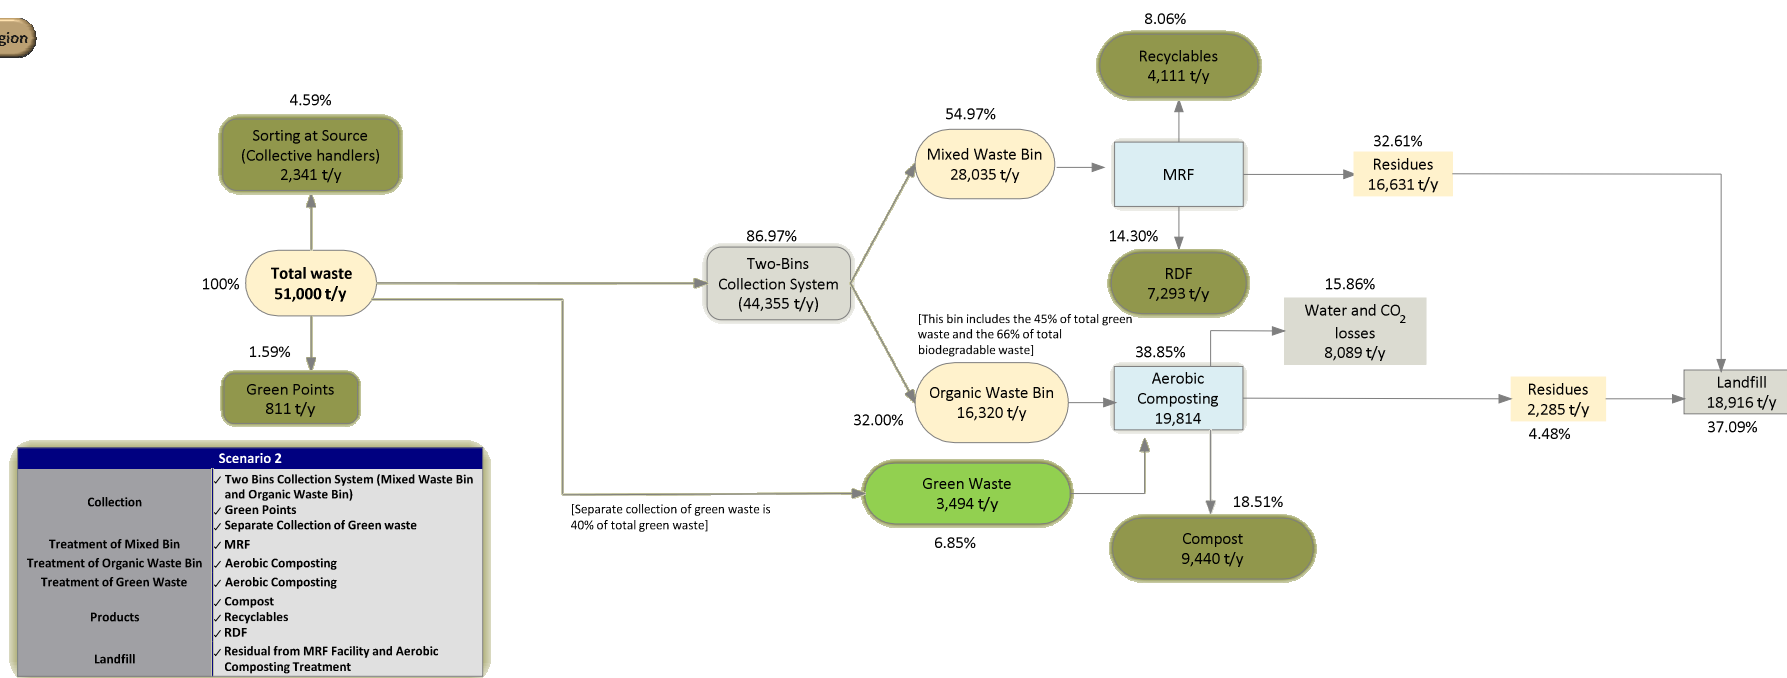 gion
8.06%
Recyclables
4,111 t/y
4.59%
Sorting at Source
(Collective handlers)
2,341 t/y
54.97%
Mixed Waste Bin
28,035 t/y
MRF
32.61%
Residues
16,631 t/y
86.97%
Two-Bins
Collection System
(44,355 t/y)
14.30%
RDF
7,293 t/y
100%
Total waste
51,000 t/y
15.86%
Water and CO2
losses
8,089 t/y
[This bin includes the 45% of total green
waste and the 66% of total
biodegradable waste]
1.59%
Green Points
811 t/y
38.85%
Aerobic
Composting
19,814
Organic Waste Bin
16,320 t/y
32.00%
Residues
2,285 t/y
4.48%
Landfill
18,916 t/y
37.09%
Green Waste
3,494 t/y
6.85%
[Separate collection of green waste is
40% of total green waste]
18.51%
Compost
9,440 t/y
Scenario 2
Collection
✓ Two Bins Collection System (Mixed Waste Bin
and Organic Waste Bin)
✓ Green Points
✓ Separate Collection of Green waste
Treatment of Mixed Bin ✓ MRF
Treatment of Organic Waste Bin ✓ Aerobic Composting
Treatment of Green Waste ✓ Aerobic Composting
Products
✓ Compost
✓ Recyclables
✓ RDF
Landfill
✓ Residual from MRF Facility and Aerobic
Composting Treatment